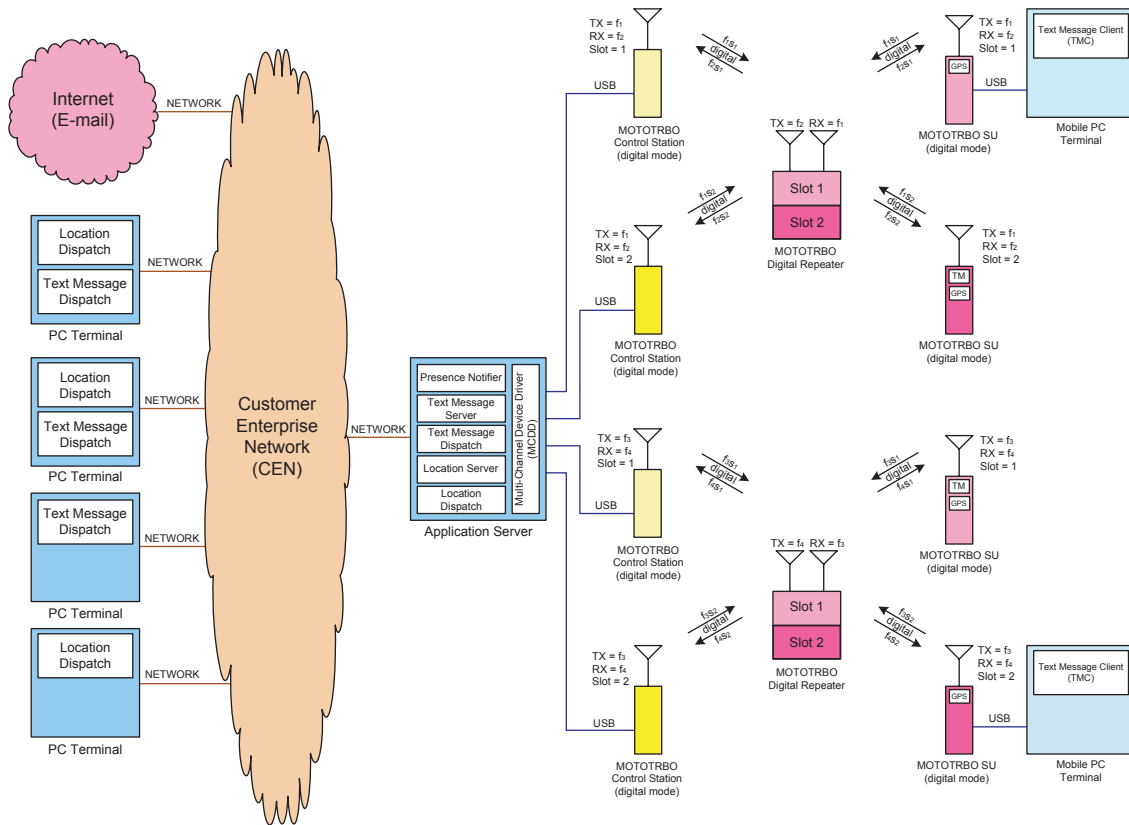 Internet
(E-mail)
NETWORK
Location
Dispatch
Text Message
Dispatch
PC Terminal
NETWORK
Location
Dispatch
Text Message
Dispatch
PC Terminal
NETWORK
Text Message
Dispatch
PC Terminal
NETWORK
Location
Dispatch
PC Terminal
NETWORK
Customer
Enterprise
Network
(CEN)
NETWORK
Presence Notifier
Text Message
Server
Text Message
Dispatch
Location Server
Location
Dispatch
Multi-Channel Device Driver
(MCDD)
Application Server
USB
TX = f₁
RX = f₂
Slot = 1
MOTOTRBO
Control Station
(digital mode)
f₁s₁
digital
f₂s₁
USB
TX = f₁
RX = f₂
Slot = 2
MOTOTRBO
Control Station
(digital mode)
f₁s₂
digital
f₂s₂
TX = f₂ RX = f₁
Slot 1
Slot 2
MOTOTRBO
Digital Repeater
f₁s₁
digital
f₂s₁
TX = f₁
RX = f₂
Slot = 1
GPS
MOTOTRBO SU
(digital mode)
USB
Text Message Client
(TMC)
Mobile PC
Terminal
f₁s₂
digital
f₂s₂
TX = f₁
RX = f₂
Slot = 2
TM
GPS
MOTOTRBO SU
(digital mode)
USB
TX = f₃
RX = f₄
Slot = 1
MOTOTRBO
Control Station
(digital mode)
f₃s₁
digital
f₄s₁
USB
TX = f₃
RX = f₄
Slot = 2
MOTOTRBO
Control Station
(digital mode)
f₃s₂
digital
f₄s₂
TX = f₄ RX = f₃
Slot 1
Slot 2
MOTOTRBO
Digital Repeater
f₃s₁
digital
f₄s₁
TX = f₃
RX = f₄
Slot = 1
TM
GPS
MOTOTRBO SU
(digital mode)
f₃s₂
digital
f₄s₂
TX = f₃
RX = f₄
Slot = 2
GPS
MOTOTRBO SU
(digital mode)
USB
Text Message Client
(TMC)
Mobile PC
Terminal